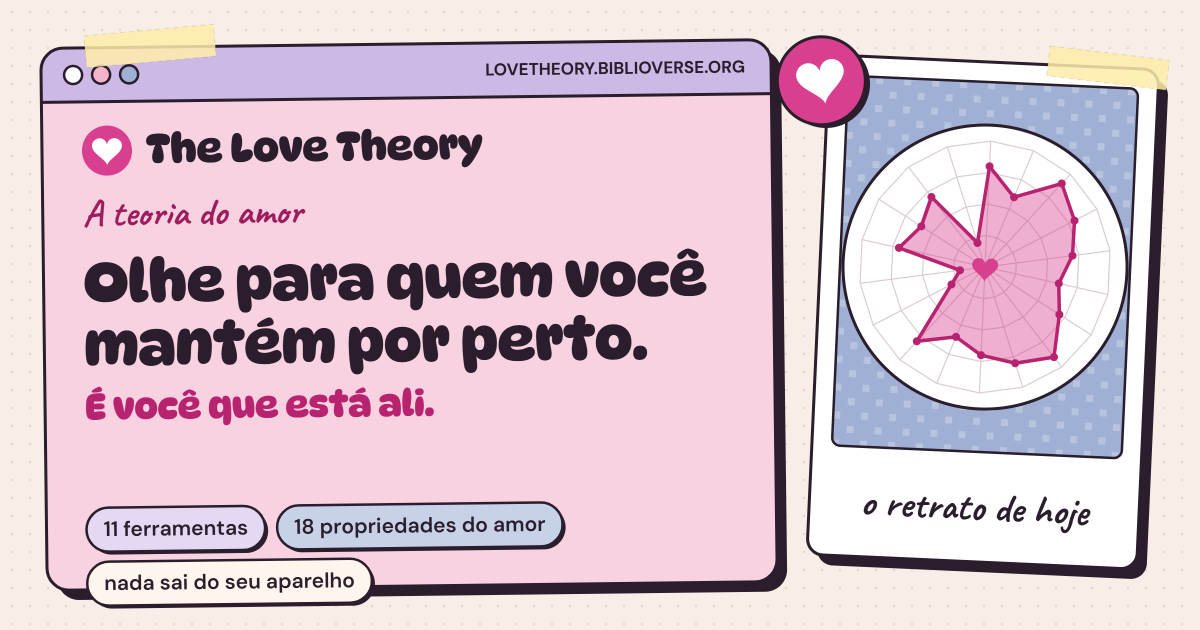 LOVETHEORY.BIBLIOVERSE.ORG
The Love Theory
A teoria do amor
Olhe para quem você
mantém por perto.
É você que está ali.
11 ferramentas
18 propriedades do amor
nada sai do seu aparelho
o retrato de hoje